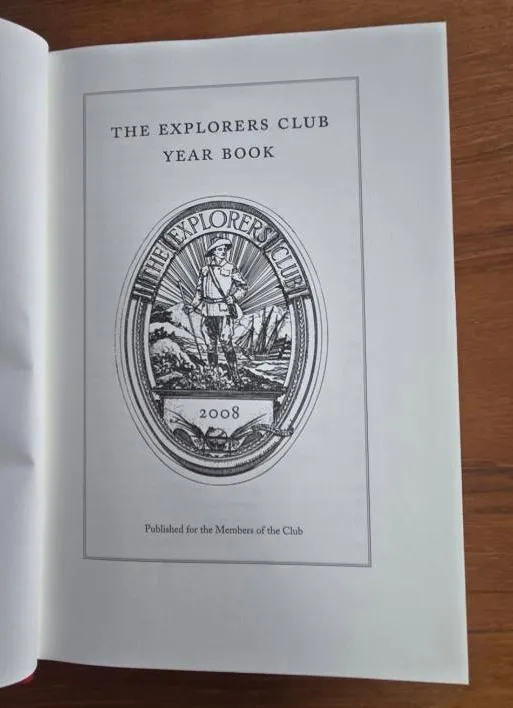 THE EXPLORERS CLUB
YEAR BOOK
THE EXPLORERS CLUB
2008
Published for the Members of the Club